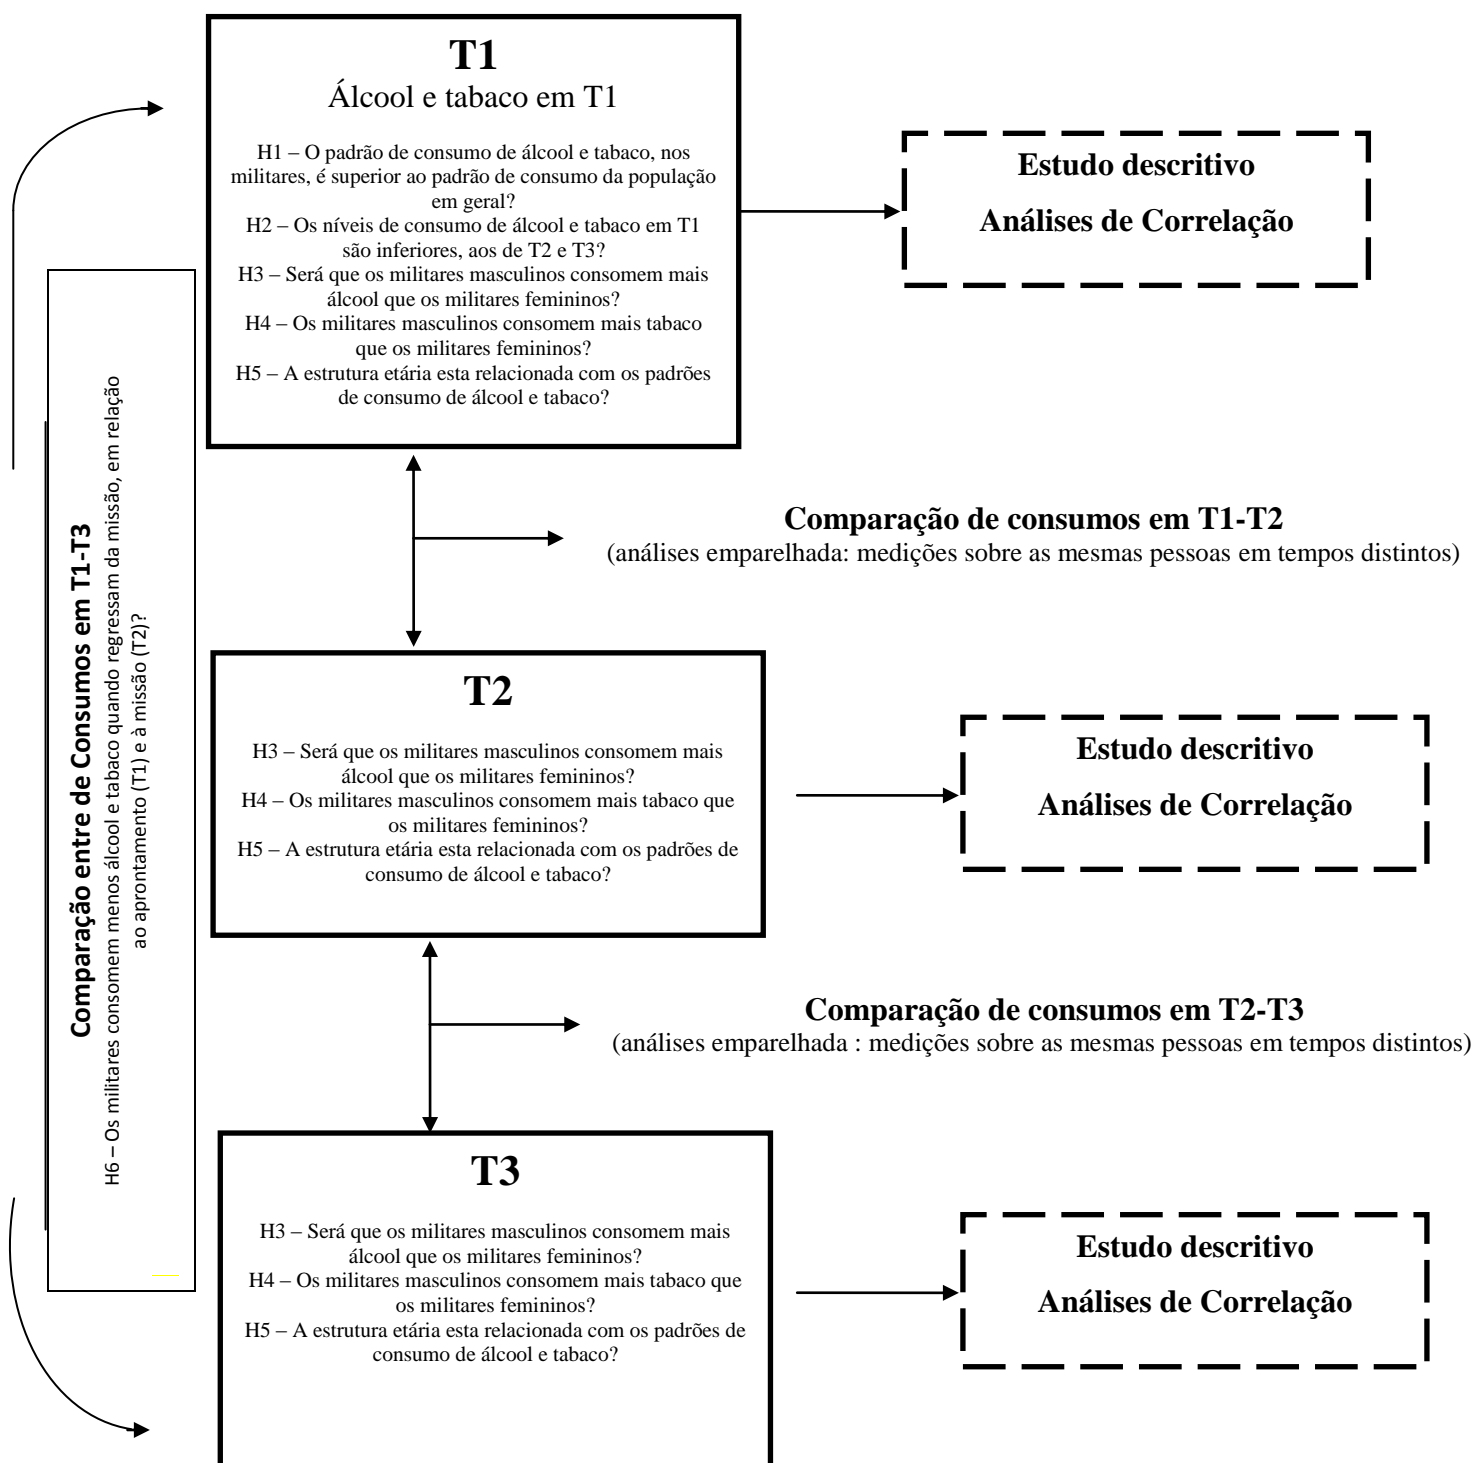 T1
Álcool e tabaco em T1
H1 – O padrão de consumo de álcool e tabaco, nos
militares, é superior ao padrão de consumo da população
em geral?
H2 – Os níveis de consumo de álcool e tabaco em T1
são inferiores, aos de T2 e T3?
H3 – Será que os militares masculinos consomem mais
álcool que os militares femininos?
H4 – Os militares masculinos consomem mais tabaco
que os militares femininos?
H5 – A estrutura etária esta relacionada com os padrões
de consumo de álcool e tabaco?
Estudo descritivo
Análises de Correlação
Comparação entre de Consumos em T1-T3
H6 – Os militares consomem menos álcool e tabaco quando regressam da missão, em relação
ao aprontamento (T1) e à missão (T2)?
Comparação de consumos em T1-T2
(análises emparelhada: medições sobre as mesmas pessoas em tempos distintos)
T2
H3 – Será que os militares masculinos consomem mais
álcool que os militares femininos?
H4 – Os militares masculinos consomem mais tabaco que
os militares femininos?
H5 – A estrutura etária esta relacionada com os padrões de
consumo de álcool e tabaco?
Estudo descritivo
Análises de Correlação
Comparação de consumos em T2-T3
(análises emparelhada : medições sobre as mesmas pessoas em tempos distintos)
T3
H3 – Será que os militares masculinos consomem mais
álcool que os militares femininos?
H4 – Os militares masculinos consomem mais tabaco que
os militares femininos?
H5 – A estrutura etária esta relacionada com os padrões de
consumo de álcool e tabaco?
Estudo descritivo
Análises de Correlação